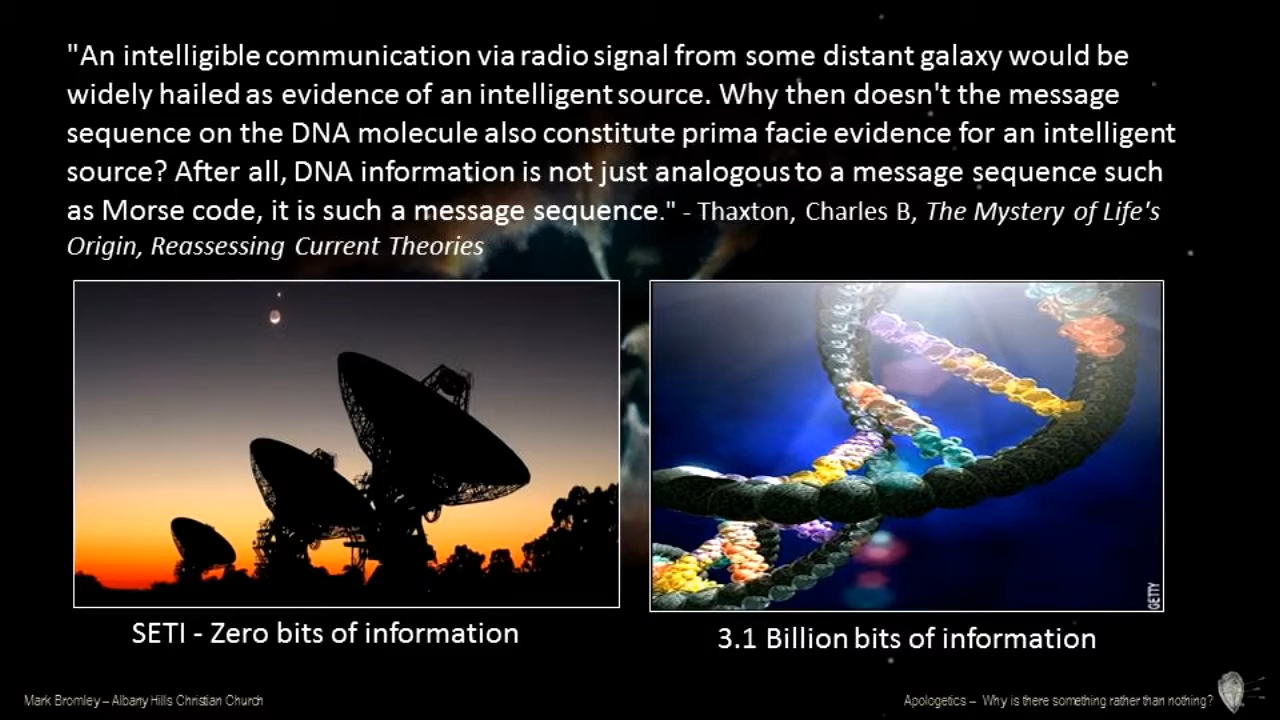 "An intelligible communication via radio signal from some distant galaxy would be
widely hailed as evidence of an intelligent source. Why then doesn't the message
sequence on the DNA molecule also constitute prima facie evidence for an intelligent
source? After all, DNA information is not just analogous to a message sequence such
as Morse code, it is such a message sequence." - Thaxton, Charles B, The Mystery of Life's
Origin, Reassessing Current Theories
GETTY
SETI - Zero bits of information
3.1 Billion bits of information
Mark Bromley – Albany Hills Christian Church
Apologetics – Why is there something rather than nothing?